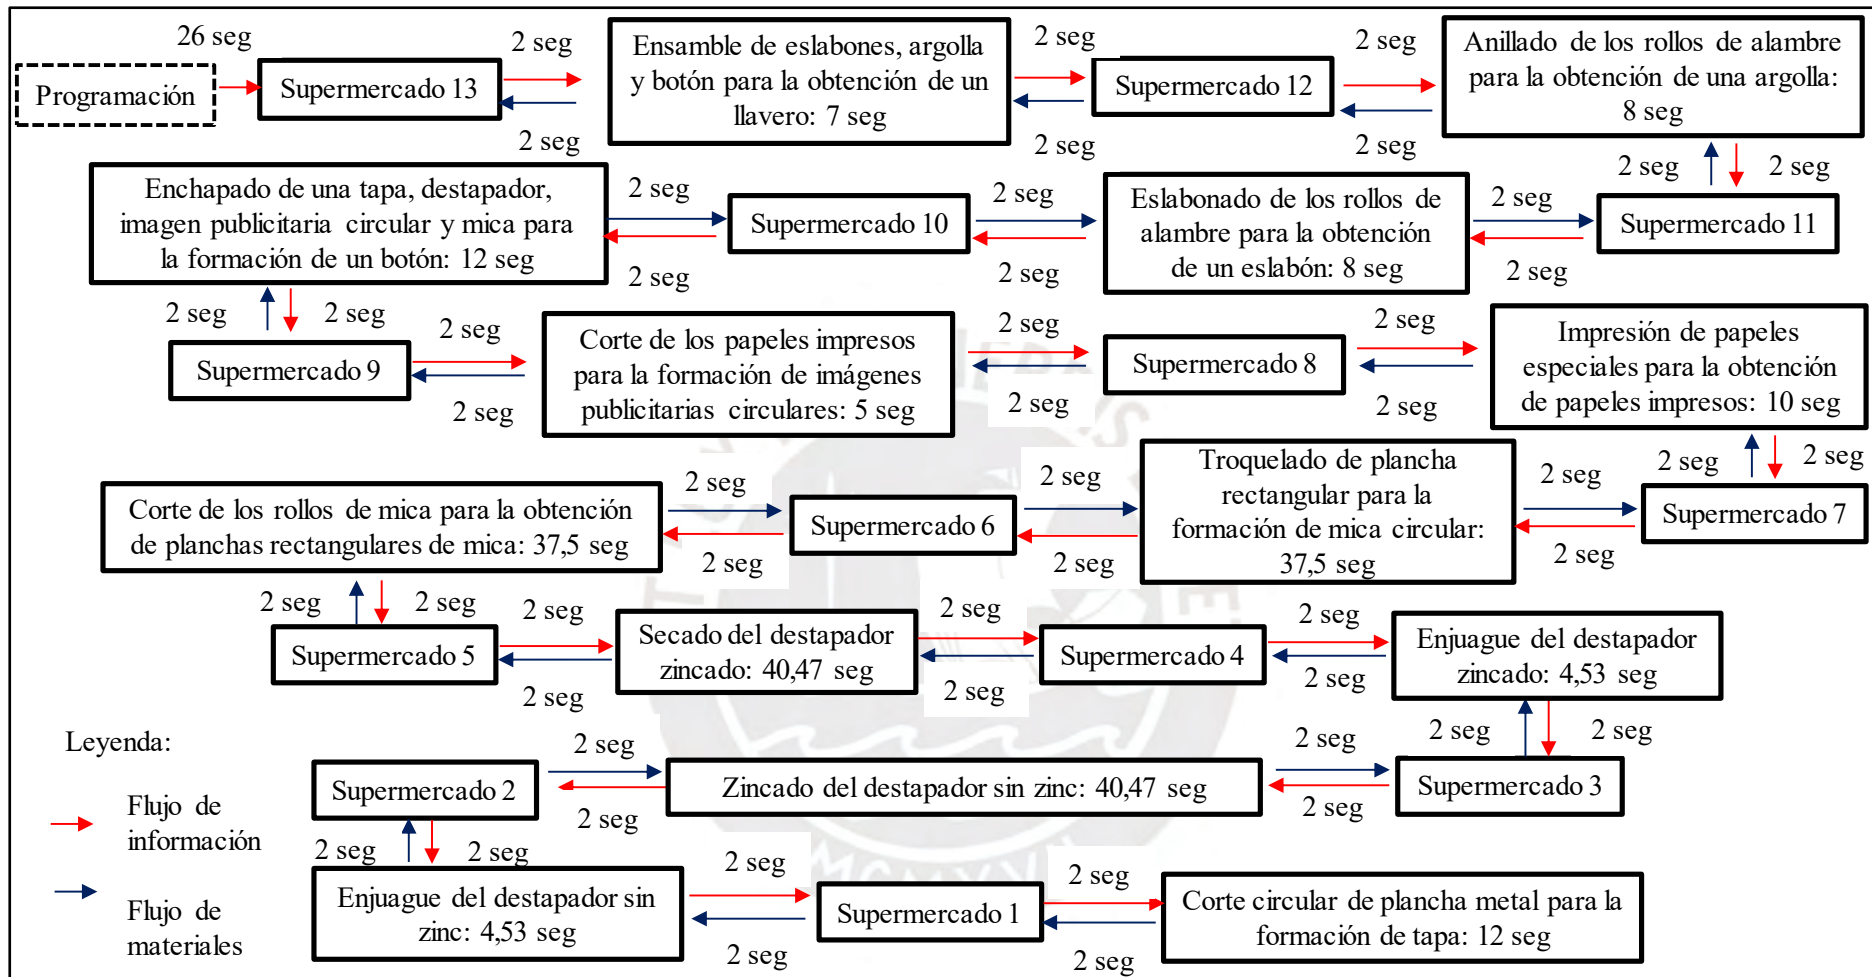 26 seg
2 seg
Ensamble de eslabones, argolla
y botón para la obtención de un
llavero: 7 seg
2 seg
2 seg
Anillado de los rollos de alambre
para la obtención de una argolla:
8 seg
Programación
Supermercado 13
Supermercado 12
2 seg
2 seg
2 seg
2 seg
2 seg
Enchapado de una tapa, destapador,
imagen publicitaria circular y mica para
la formación de un botón: 12 seg
2 seg
Supermercado 10
2 seg
Eslabonado de los rollos de
alambre para la obtención
de un eslabón: 8 seg
2 seg
Supermercado 11
2 seg
2 seg
2 seg
2 seg
2 seg
2 seg
Supermercado 9
2 seg
Corte de los papeles impresos
para la formación de imágenes
publicitarias circulares: 5 seg
2 seg
2 seg
Supermercado 8
2 seg
2 seg
Impresión de papeles
especiales para la obtención
de papeles impresos: 10 seg
2 seg
2 seg
Corte de los rollos de mica para la obtención
de planchas rectangulares de mica: 37,5 seg
2 seg
2 seg
Supermercado 6
2 seg
2 seg
Troquelado de plancha
rectangular para la
formación de mica circular:
37,5 seg
2 seg
2 seg
Supermercado 7
2 seg
2 seg
Supermercado 5
2 seg
2 seg
Secado del destapador
zincado: 40,47 seg
2 seg
2 seg
Supermercado 4
2 seg
2 seg
Enjuague del destapador
zincado: 4,53 seg
2 seg
2 seg
Leyenda:
Flujo de
información
Flujo de
materiales
Supermercado 2
2 seg
2 seg
Zincado del destapador sin zinc: 40,47 seg
2 seg
2 seg
Supermercado 3
2 seg
2 seg
Enjuague del destapador sin
zinc: 4,53 seg
2 seg
2 seg
Supermercado 1
2 seg
2 seg
Corte circular de plancha metal para la
formación de tapa: 12 seg